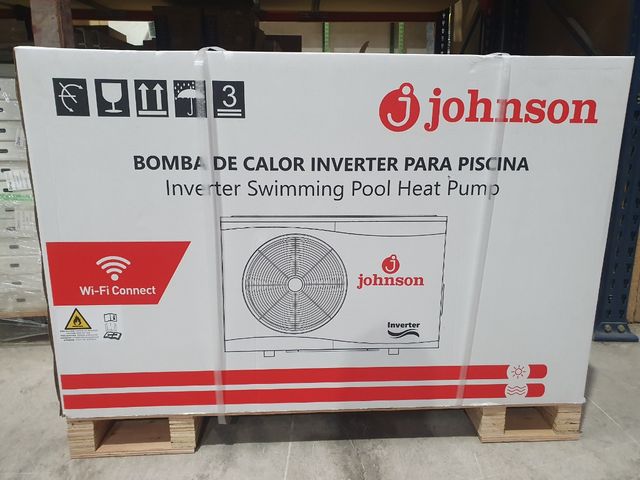 3
johnson
BOMBA DE CALOR INVERTER PARA PISCINA
Inverter Swimming Pool Heat Pump
Wi-Fi Connect
johnson
Inverter